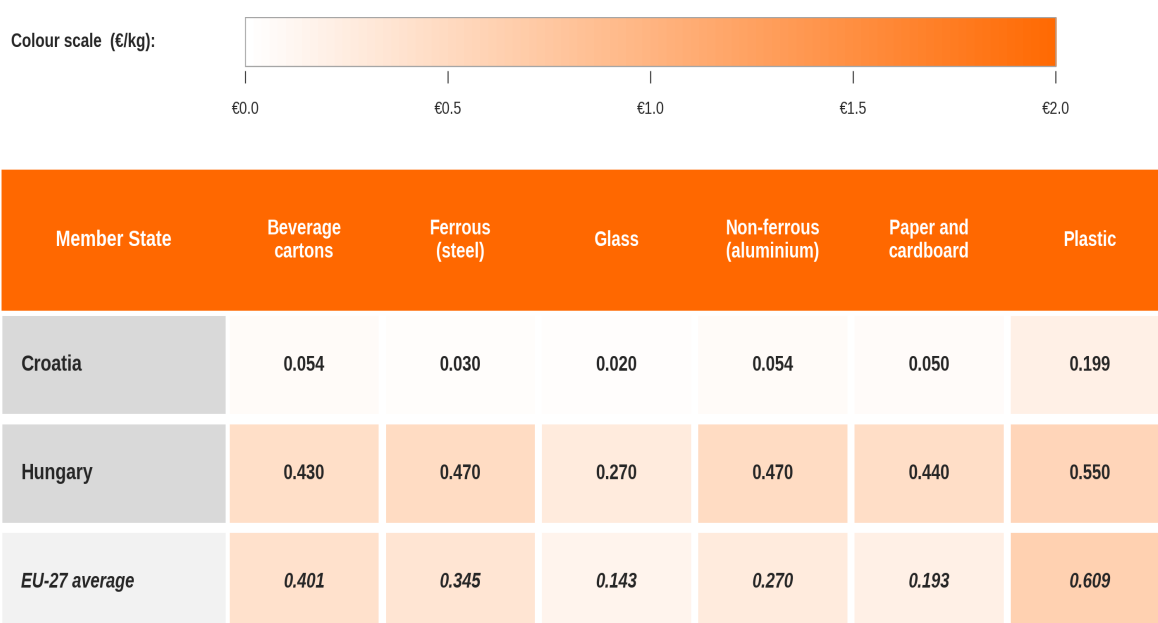 Colour scale (€/kg):
€0.0 €0.5 €1.0 €1.5 €2.0
Member State Beverage cartons Ferrous (steel) Glass Non-ferrous (aluminium) Paper and cardboard Plastic
Croatia 0.054 0.030 0.020 0.054 0.050 0.199
Hungary 0.430 0.470 0.270 0.470 0.440 0.550
EU-27 average 0.401 0.345 0.143 0.270 0.193 0.609